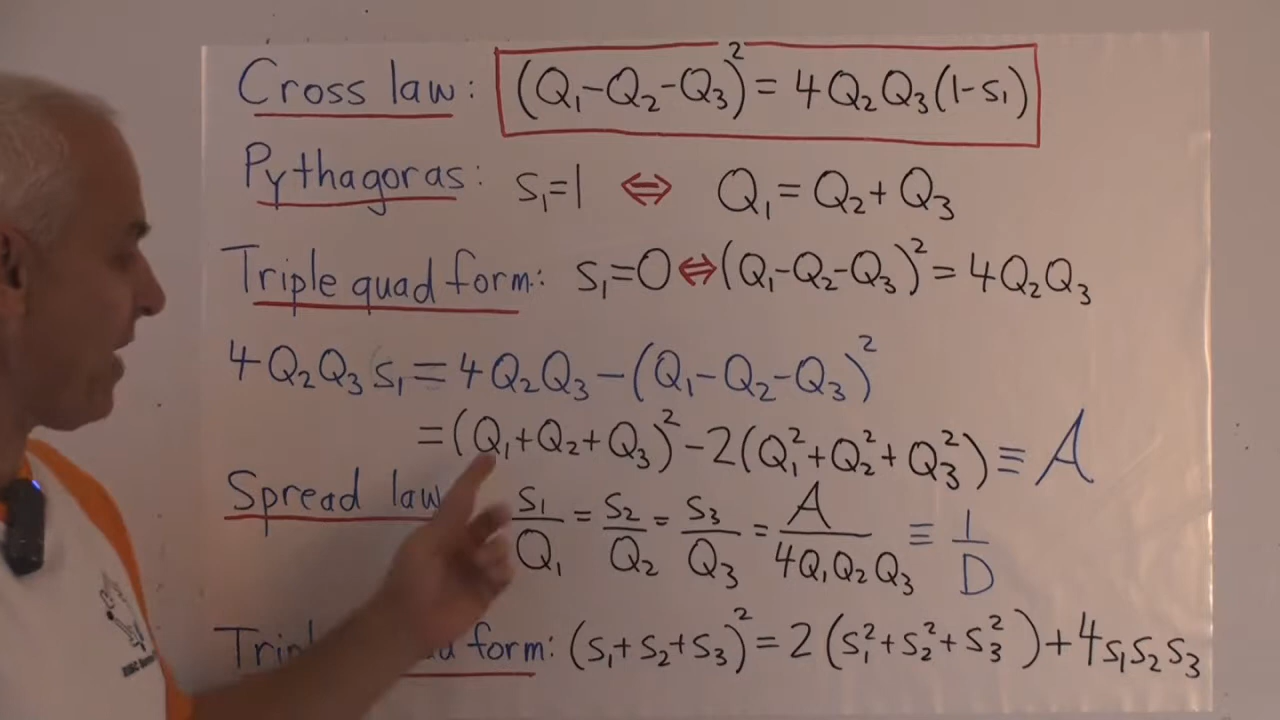 Cross law: (Q₁-Q₂-Q₃)² = 4Q₂Q₃(1-s₁)
Pythagoras: s₁=1 ⇔ Q₁=Q₂+Q₃
Triple quad form: s₁=0 ⇔ (Q₁-Q₂-Q₃)² = 4Q₂Q₃
4Q₂Q₃s₁ = 4Q₂Q₃ - (Q₁-Q₂-Q₃)²
= (Q₁+Q₂+Q₃)² - 2(Q₁²+Q₂²+Q₃²) ≡ A
Spread law s₁/Q₁ = s₂/Q₂ = s₃/Q₃ = A/4Q₁Q₂Q₃ ≡ 1/D
form: (s₁+s₂+s₃)² = 2(s₁²+s₂²+s₃²)+4s₁s₂s₃